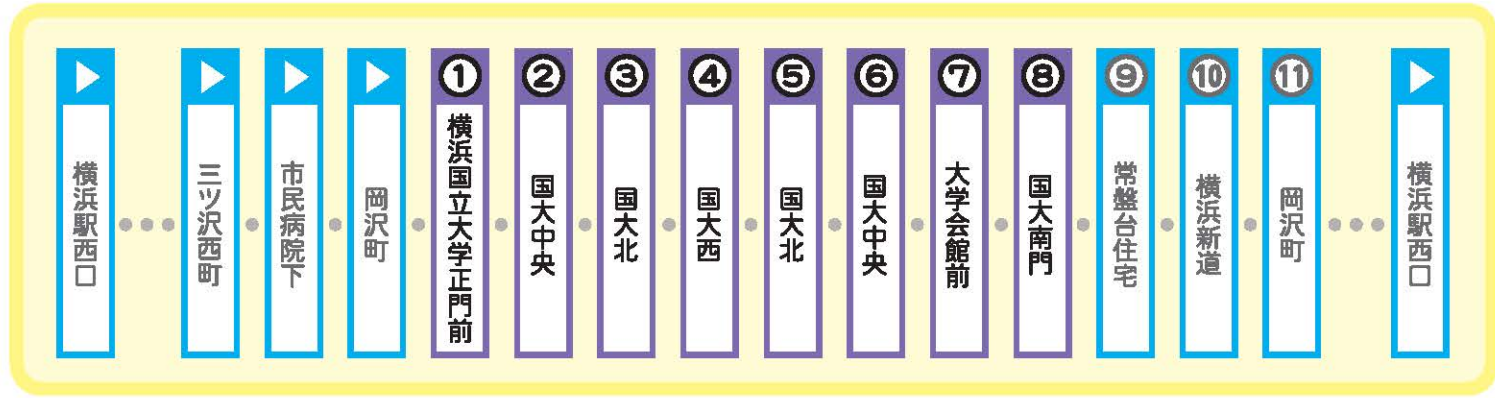 横浜駅西口
三ツ沢西町
市民病院下
岡沢町
①
横浜国立大学正門前
②
国大中央
③
国大北
④
国大西
⑤
国大北
⑥
国大中央
⑦
大学会館前
⑧
国大南門
⑨
常盤台住宅
⑩
横浜新道
⑪
岡沢町
横浜駅西口